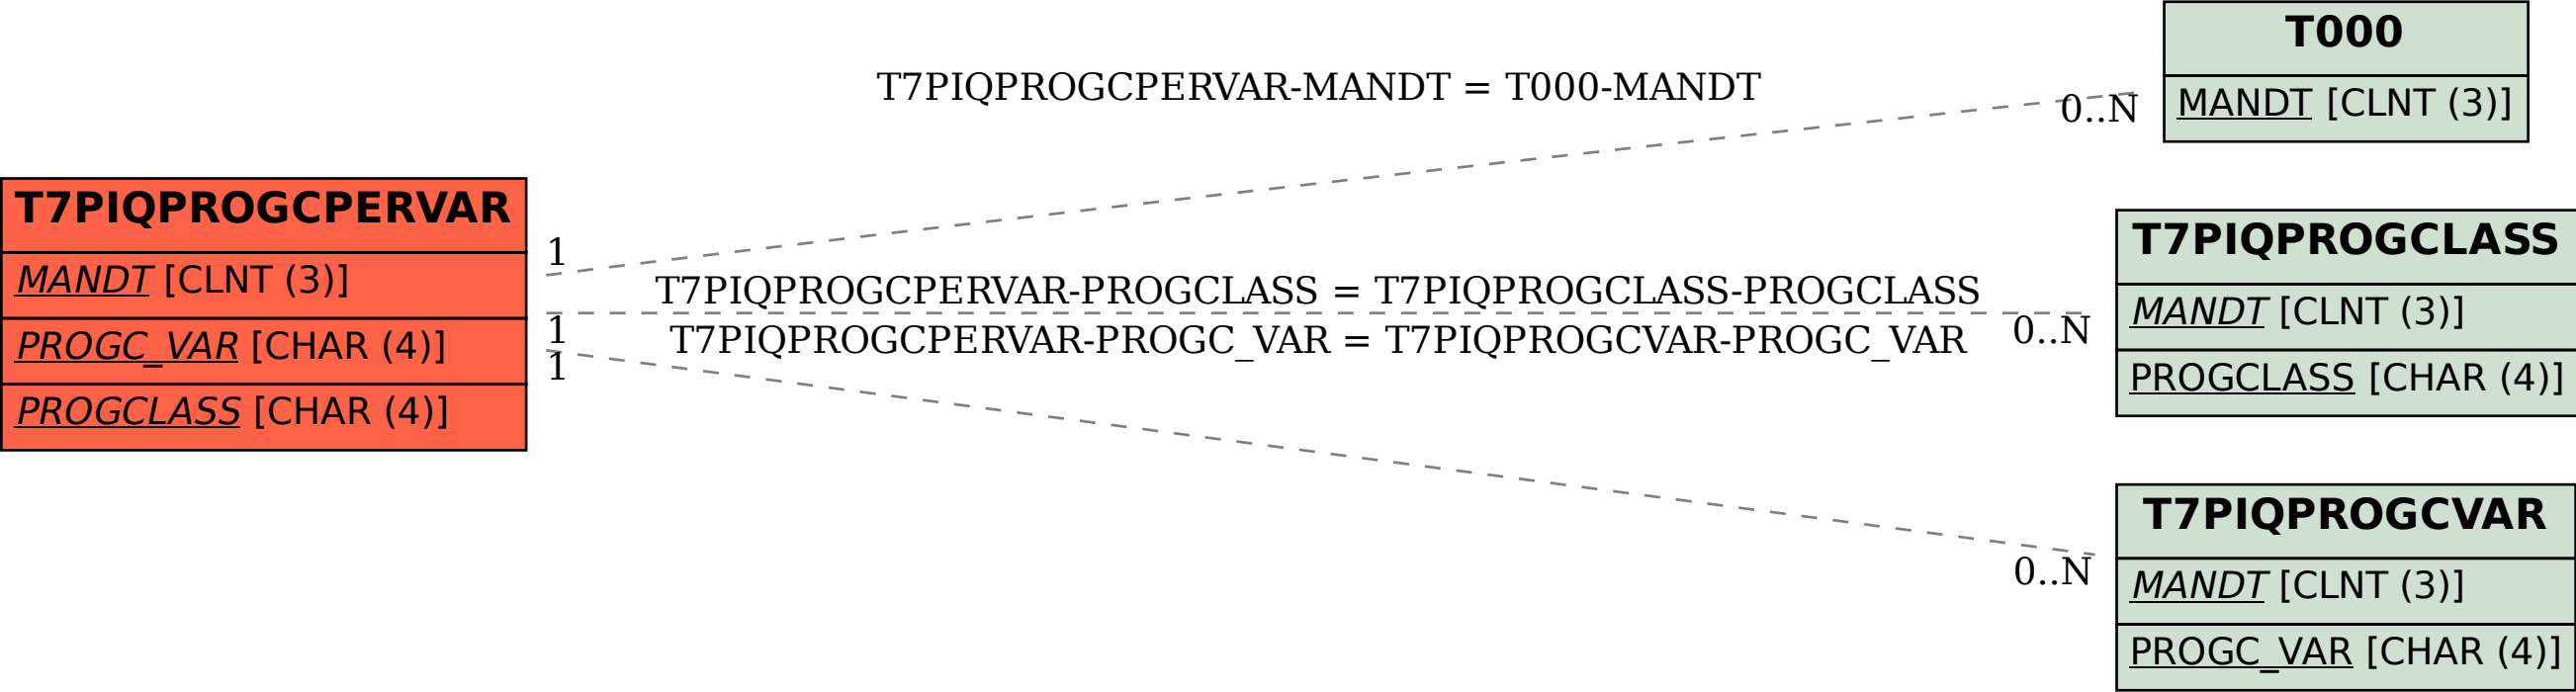 T000
MANDT [CLNT (3)]
T7PIQPROGCPERVAR-MANDT = T000-MANDT
0..N
T7PIQPROGCPERVAR
MANDT [CLNT (3)]
PROGC_VAR [CHAR (4)]
PROGCLASS [CHAR (4)]
1
T7PIQPROGCPERVAR-PROGCLASS = T7PIQPROGCLASS-PROGCLASS
1
0..N
T7PIQPROGCPERVAR-PROGC_VAR = T7PIQPROGCVAR-PROGC_VAR
1
0..N
T7PIQPROGCLASS
MANDT [CLNT (3)]
PROGCLASS [CHAR (4)]
T7PIQPROGCVAR
MANDT [CLNT (3)]
PROGC_VAR [CHAR (4)]